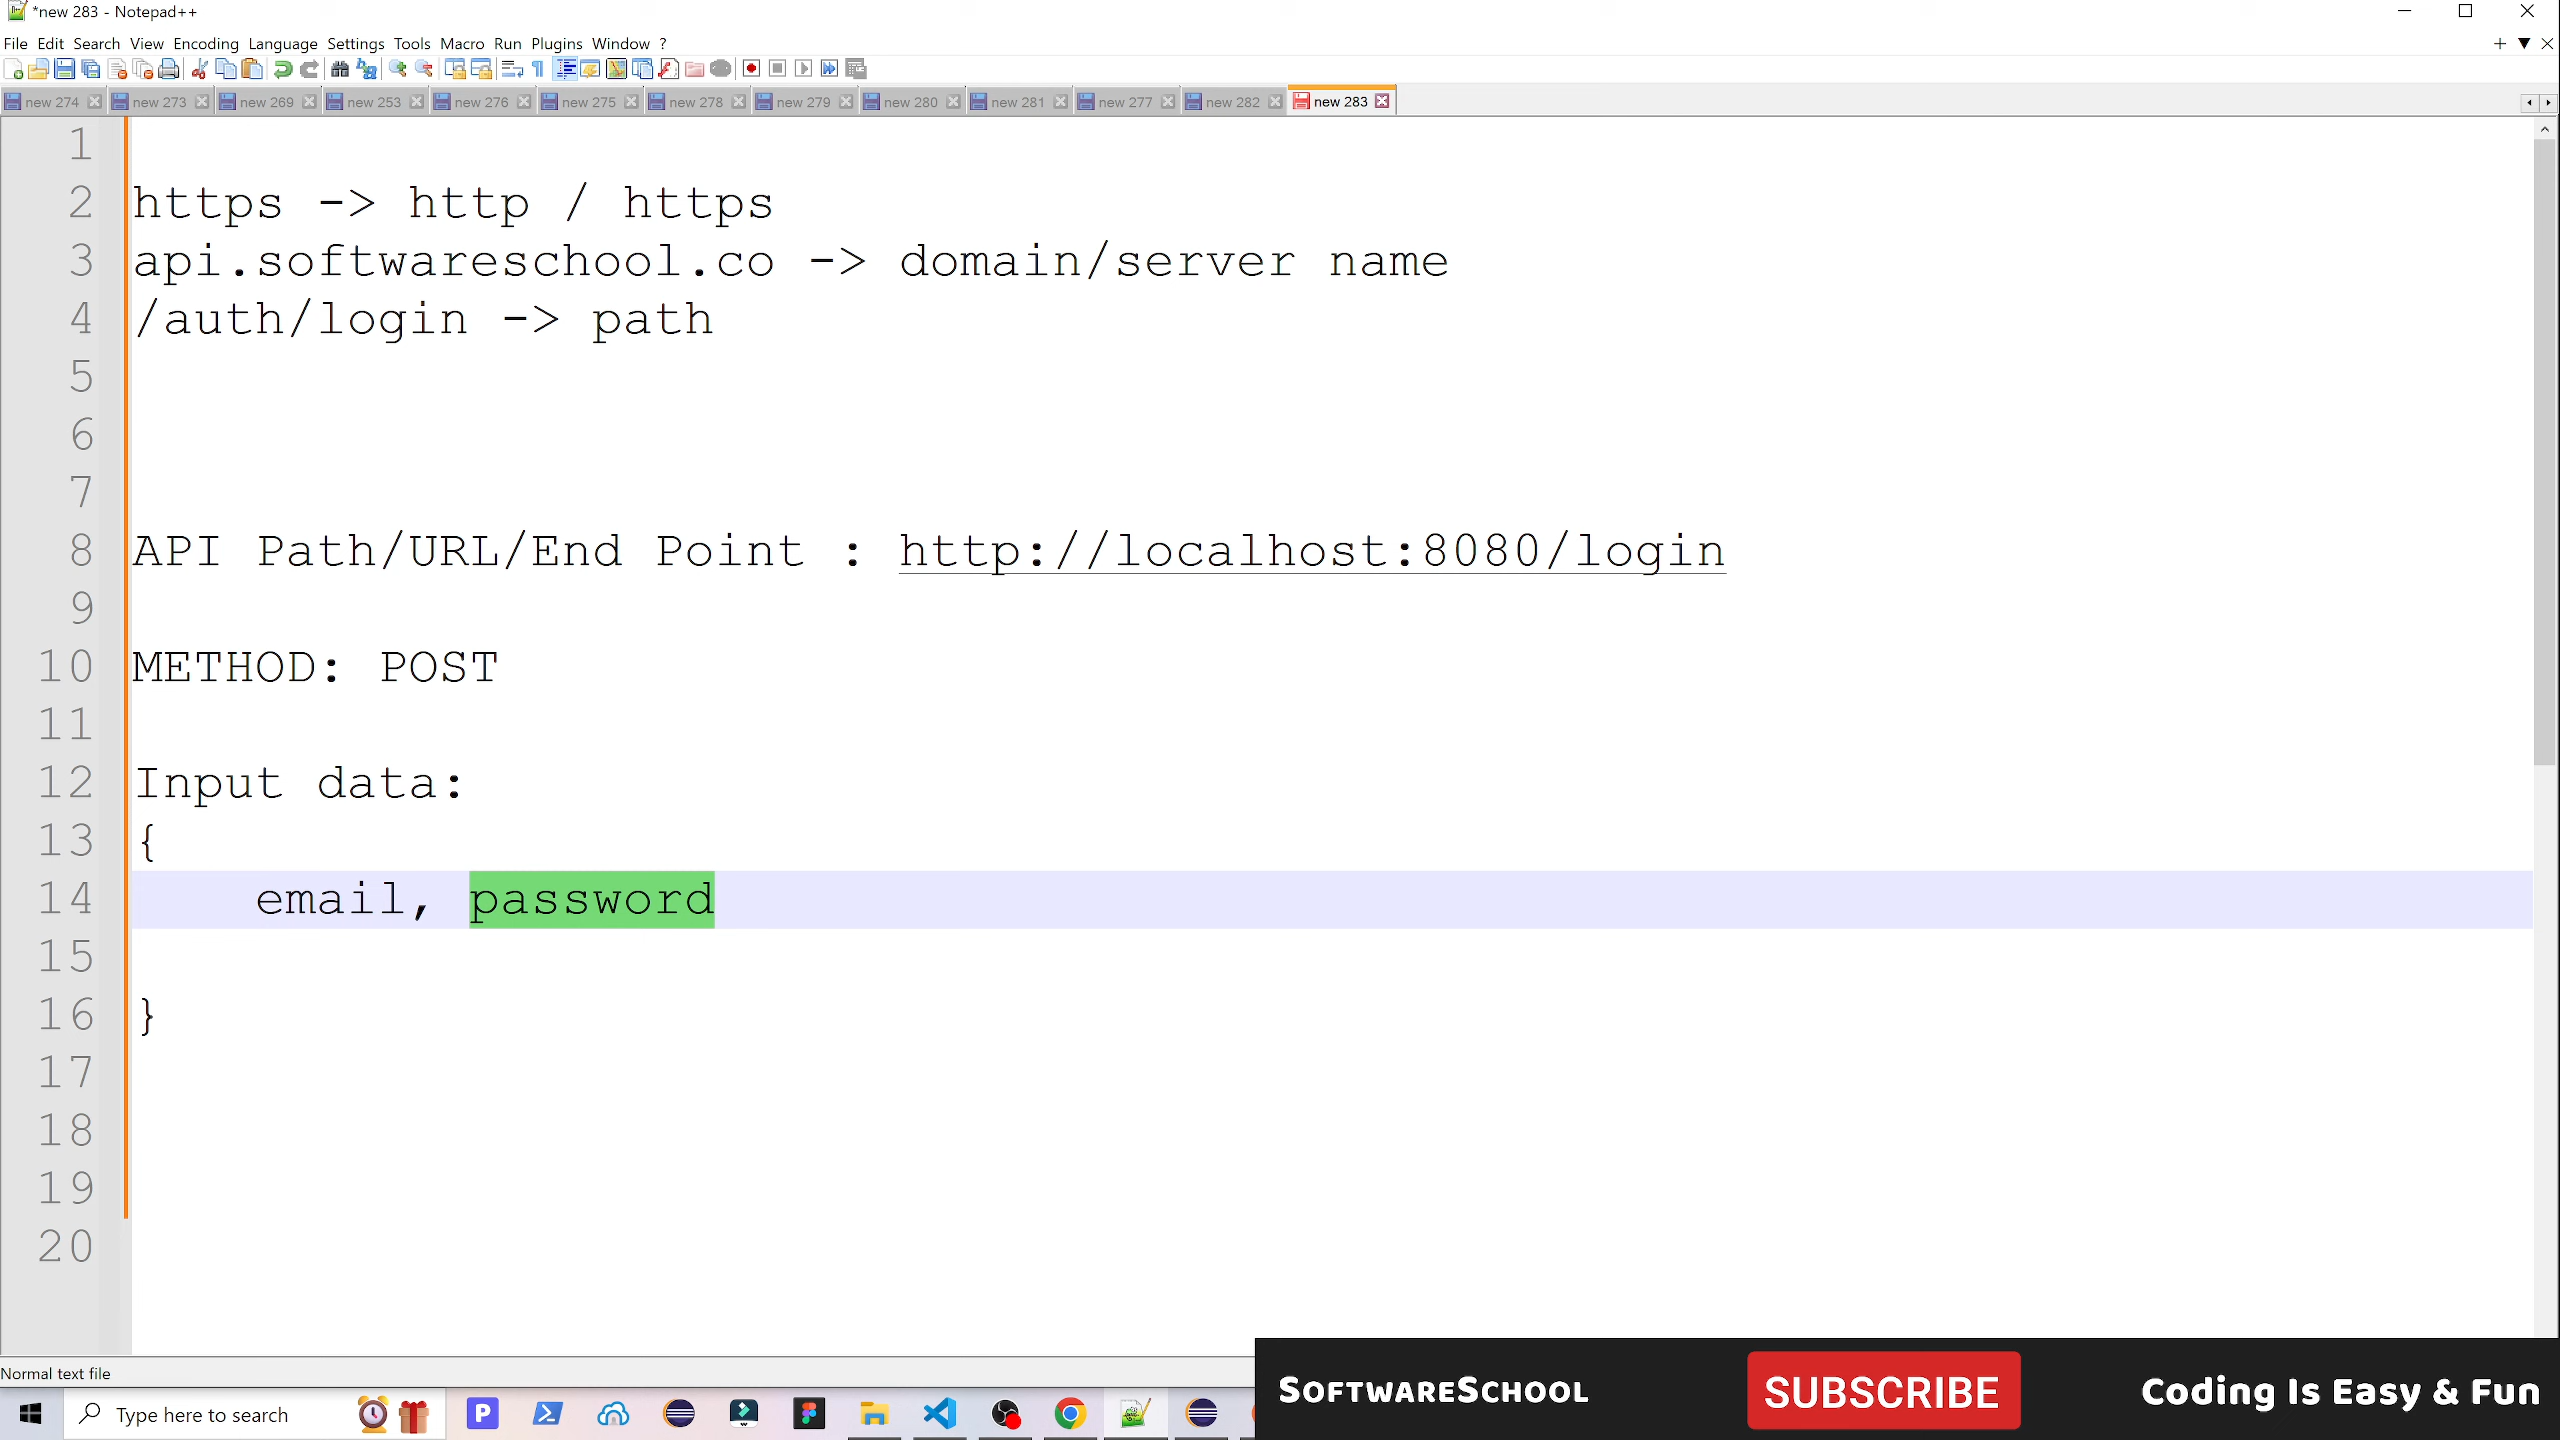 *new 283 - Notepad++
File Edit Search View Encoding Language Settings Tools Macro Run Plugins Window ?
new 274 new 273 new 269 new 253 new 276 new 275 new 278 new 279 new 280 new 281 new 277 new 282 new 283
1
2 https -> http / https
3 api.softwareschool.co -> domain/server name
4 /auth/login -> path
5
6
7
8 API Path/URL/End Point : http://localhost:8080/login
9
10 METHOD: POST
11
12 Input data:
13 {
14 email, password
15
16 }
17
18
19
20
Normal text file
Type here to search
SOFTWARESCHOOL SUBSCRIBE Coding Is Easy & Fun